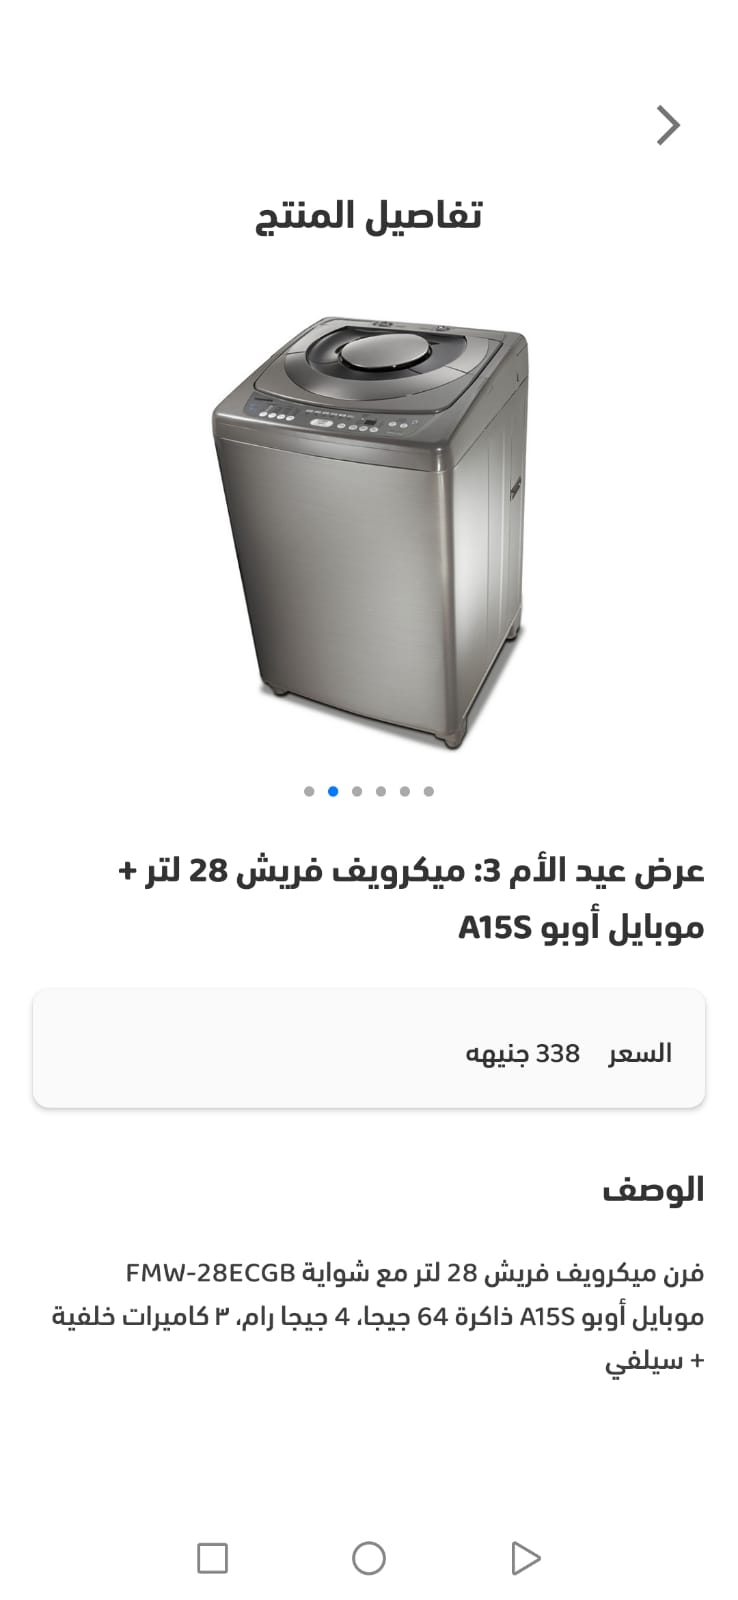 تفاصيل المنتج
عرض عيد الأم 3: ميكرويف فريش 28 لتر +
موبايل أوبو A15S
السعر 338 جنيهه
الوصف
فرن ميكرويف فريش 28 لتر مع شواية FMW-28ECGB
موبايل أوبو A15S ذاكرة 64 جيجا، 4 جيجا رام، ٣ كاميرات خلفية
+ سيلفي